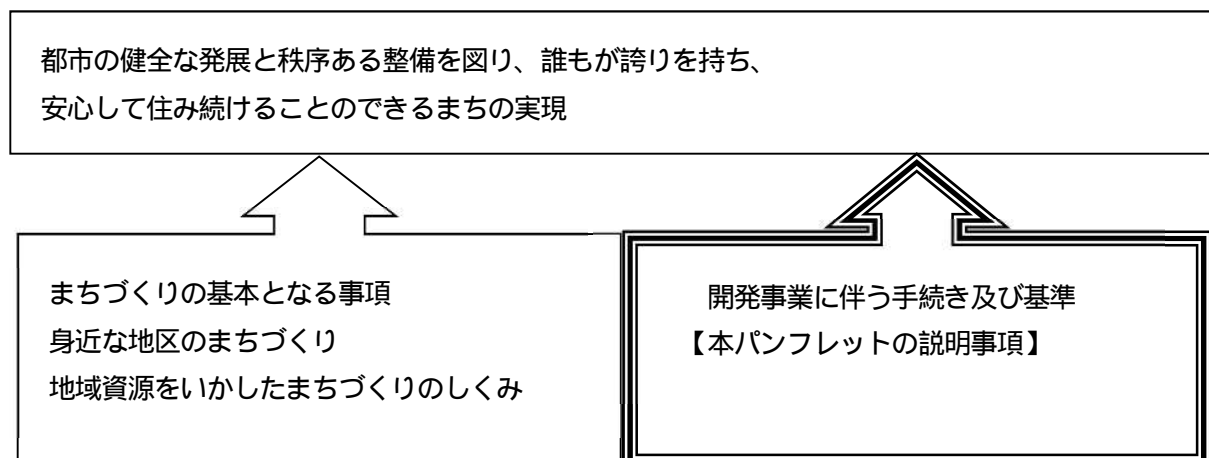 都市の健全な発展と秩序ある整備を図り、誰もが誇りを持ち、
安心して住み続けることのできるまちの実現
まちづくりの基本となる事項
身近な地区のまちづくり
地域資源をいかしたまちづくりのしくみ
開発事業に伴う手続き及び基準
【本パンフレットの説明事項】